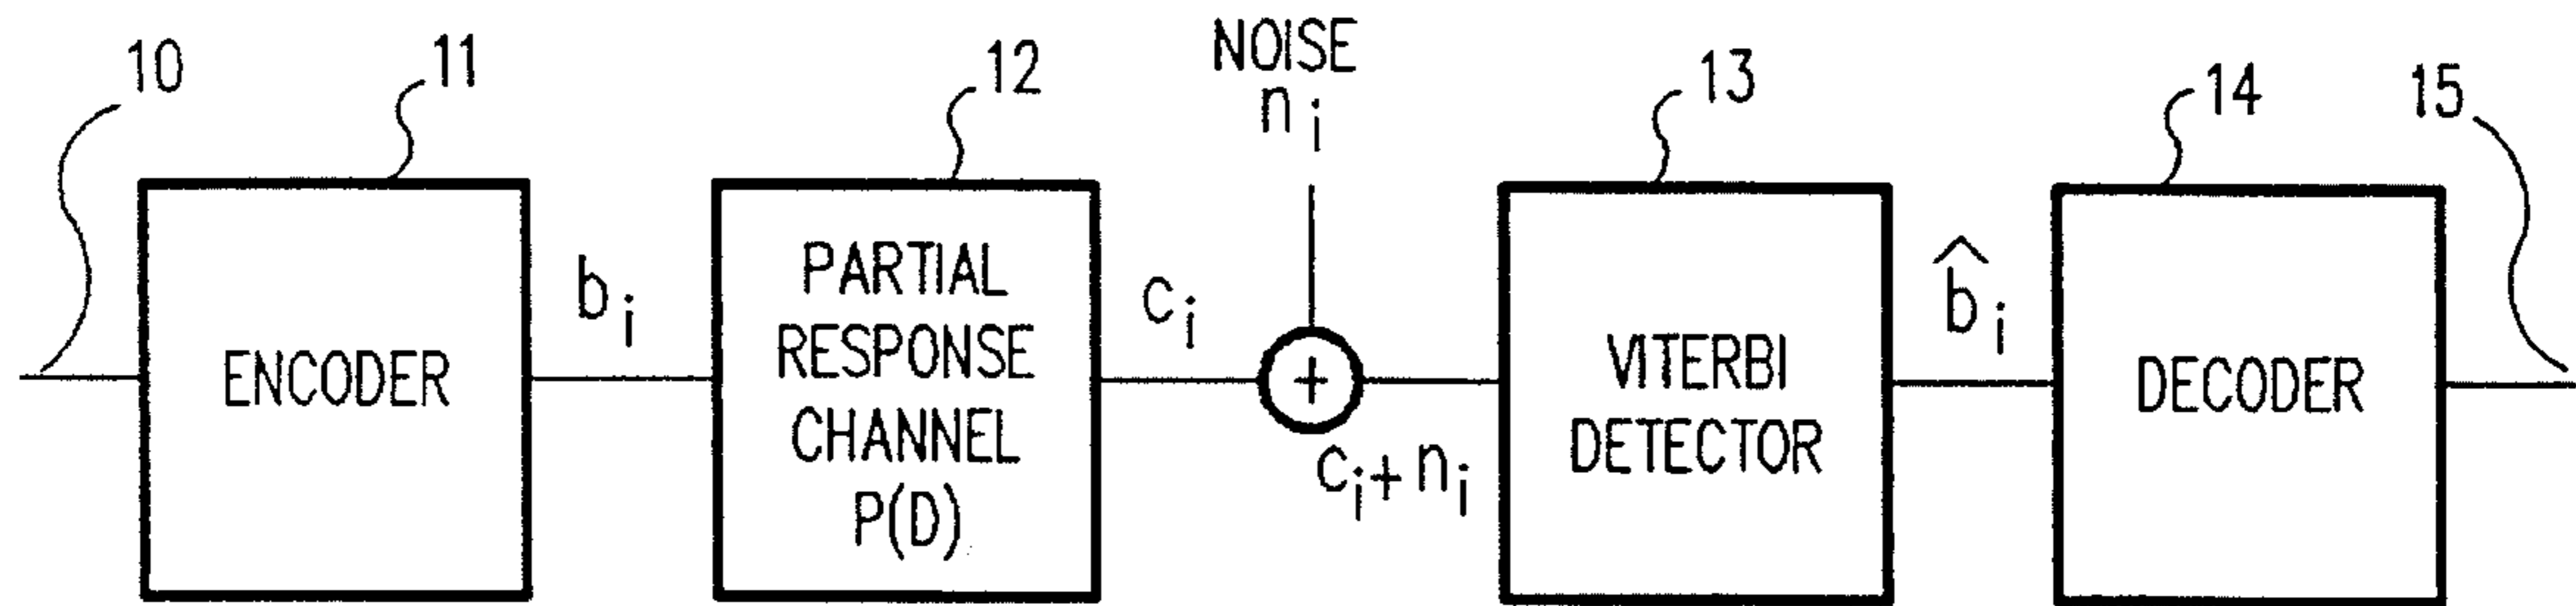 10
11
12
NOISE
n i
13
14
15
ENCODER
b i
PARTIAL
RESPONSE
CHANNEL
P(D)
c i
+
c i + n i
VITERBI
DETECTOR
b̂ i
DECODER